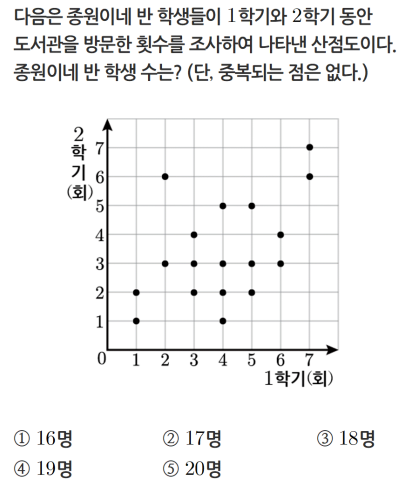 다음은 종원이네 반 학생들이 1학기와 2학기 동안
도서관을 방문한 횟수를 조사하여 나타낸 산점도이다.
종원이네 반 학생 수는? (단, 중복되는 점은 없다.)
2
학
기
(회)
7
6
5
4
3
2
1
0 1 2 3 4 5 6 7
1학기(회)
① 16명 ② 17명 ③ 18명
④ 19명 ⑤ 20명